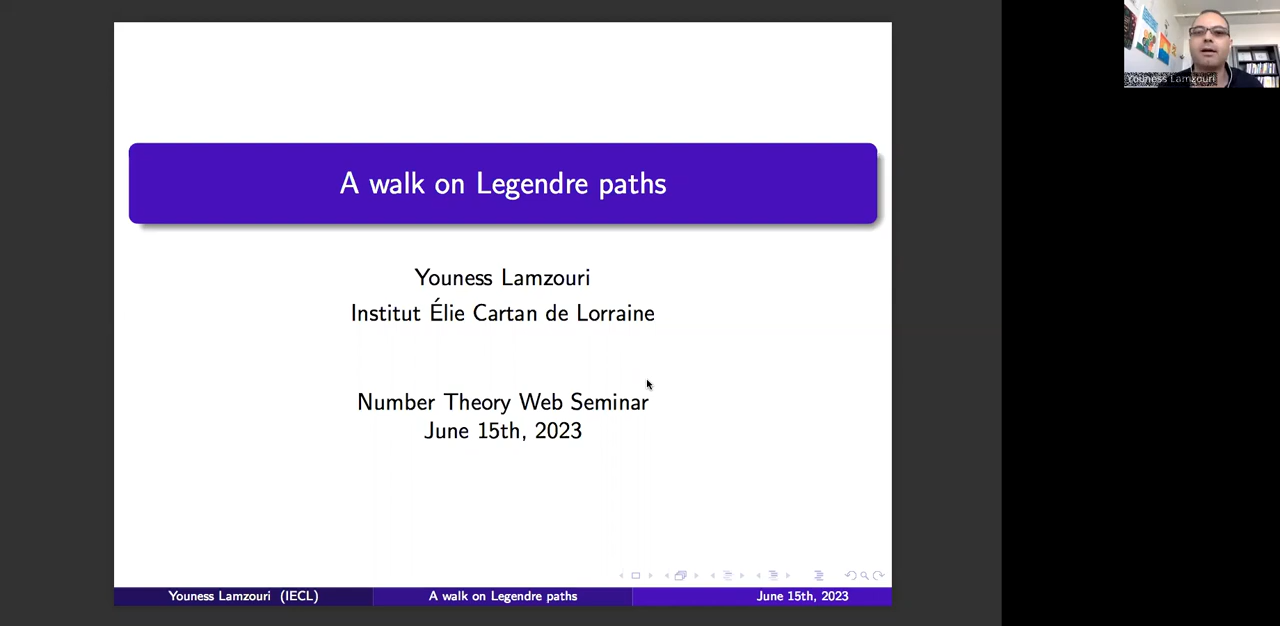 A walk on Legendre paths
Youness Lamzouri
Institut Élie Cartan de Lorraine
Number Theory Web Seminar
June 15th, 2023
Youness Lamzouri (IECL)
A walk on Legendre paths
June 15th, 2023
Youness Lamzouri